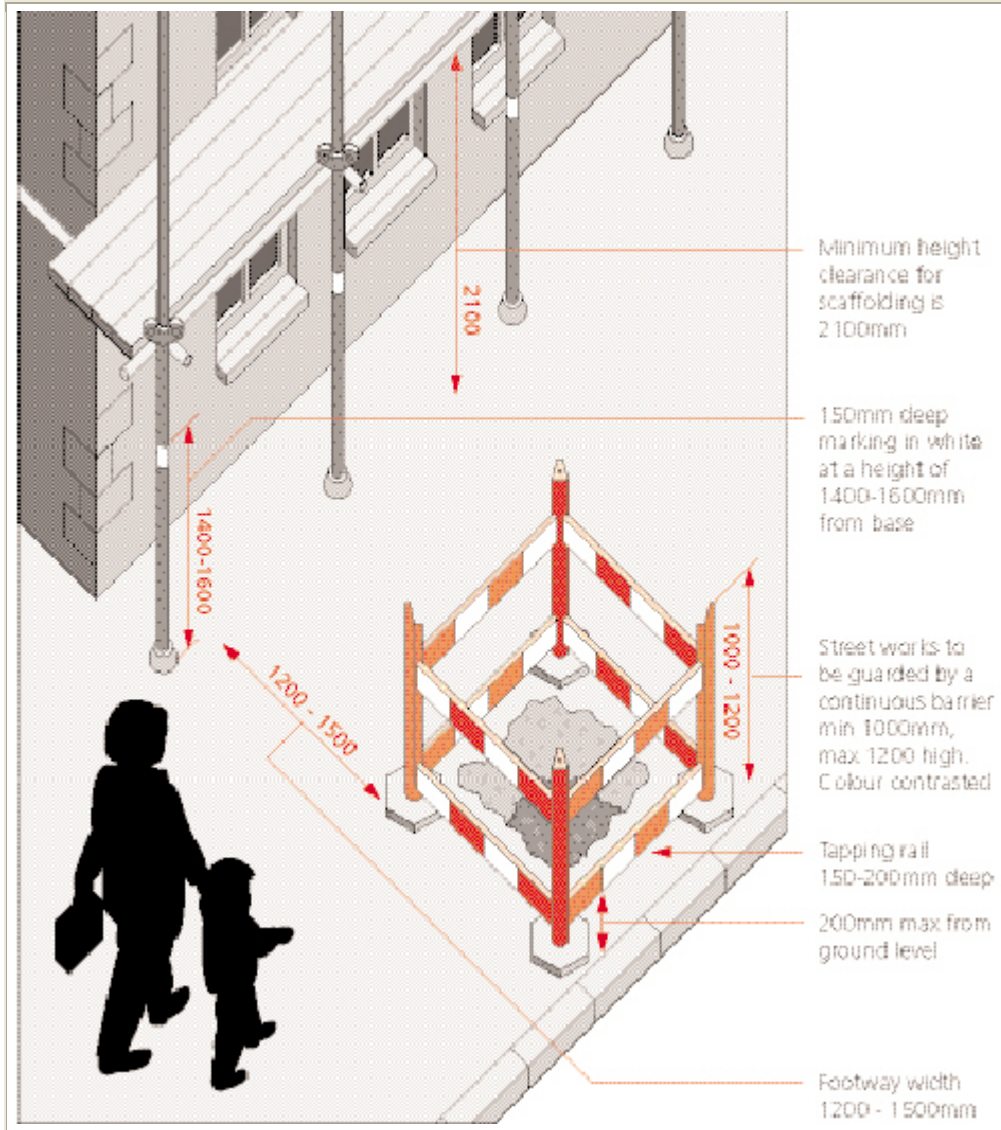 2100
Minimum height
clearance for
scaffolding is
2100mm
150mm deep
marking in white
at a height of
1400-1600mm
from base
1400-1600
1000 - 1200
Street works to
be guarded by a
continuous barrier
min 1000mm,
max 1200 high.
Colour contrasted
1200 - 1500
Tapping rail
150-200mm deep
200mm max from
ground level
Footway width
1200 - 1500mm